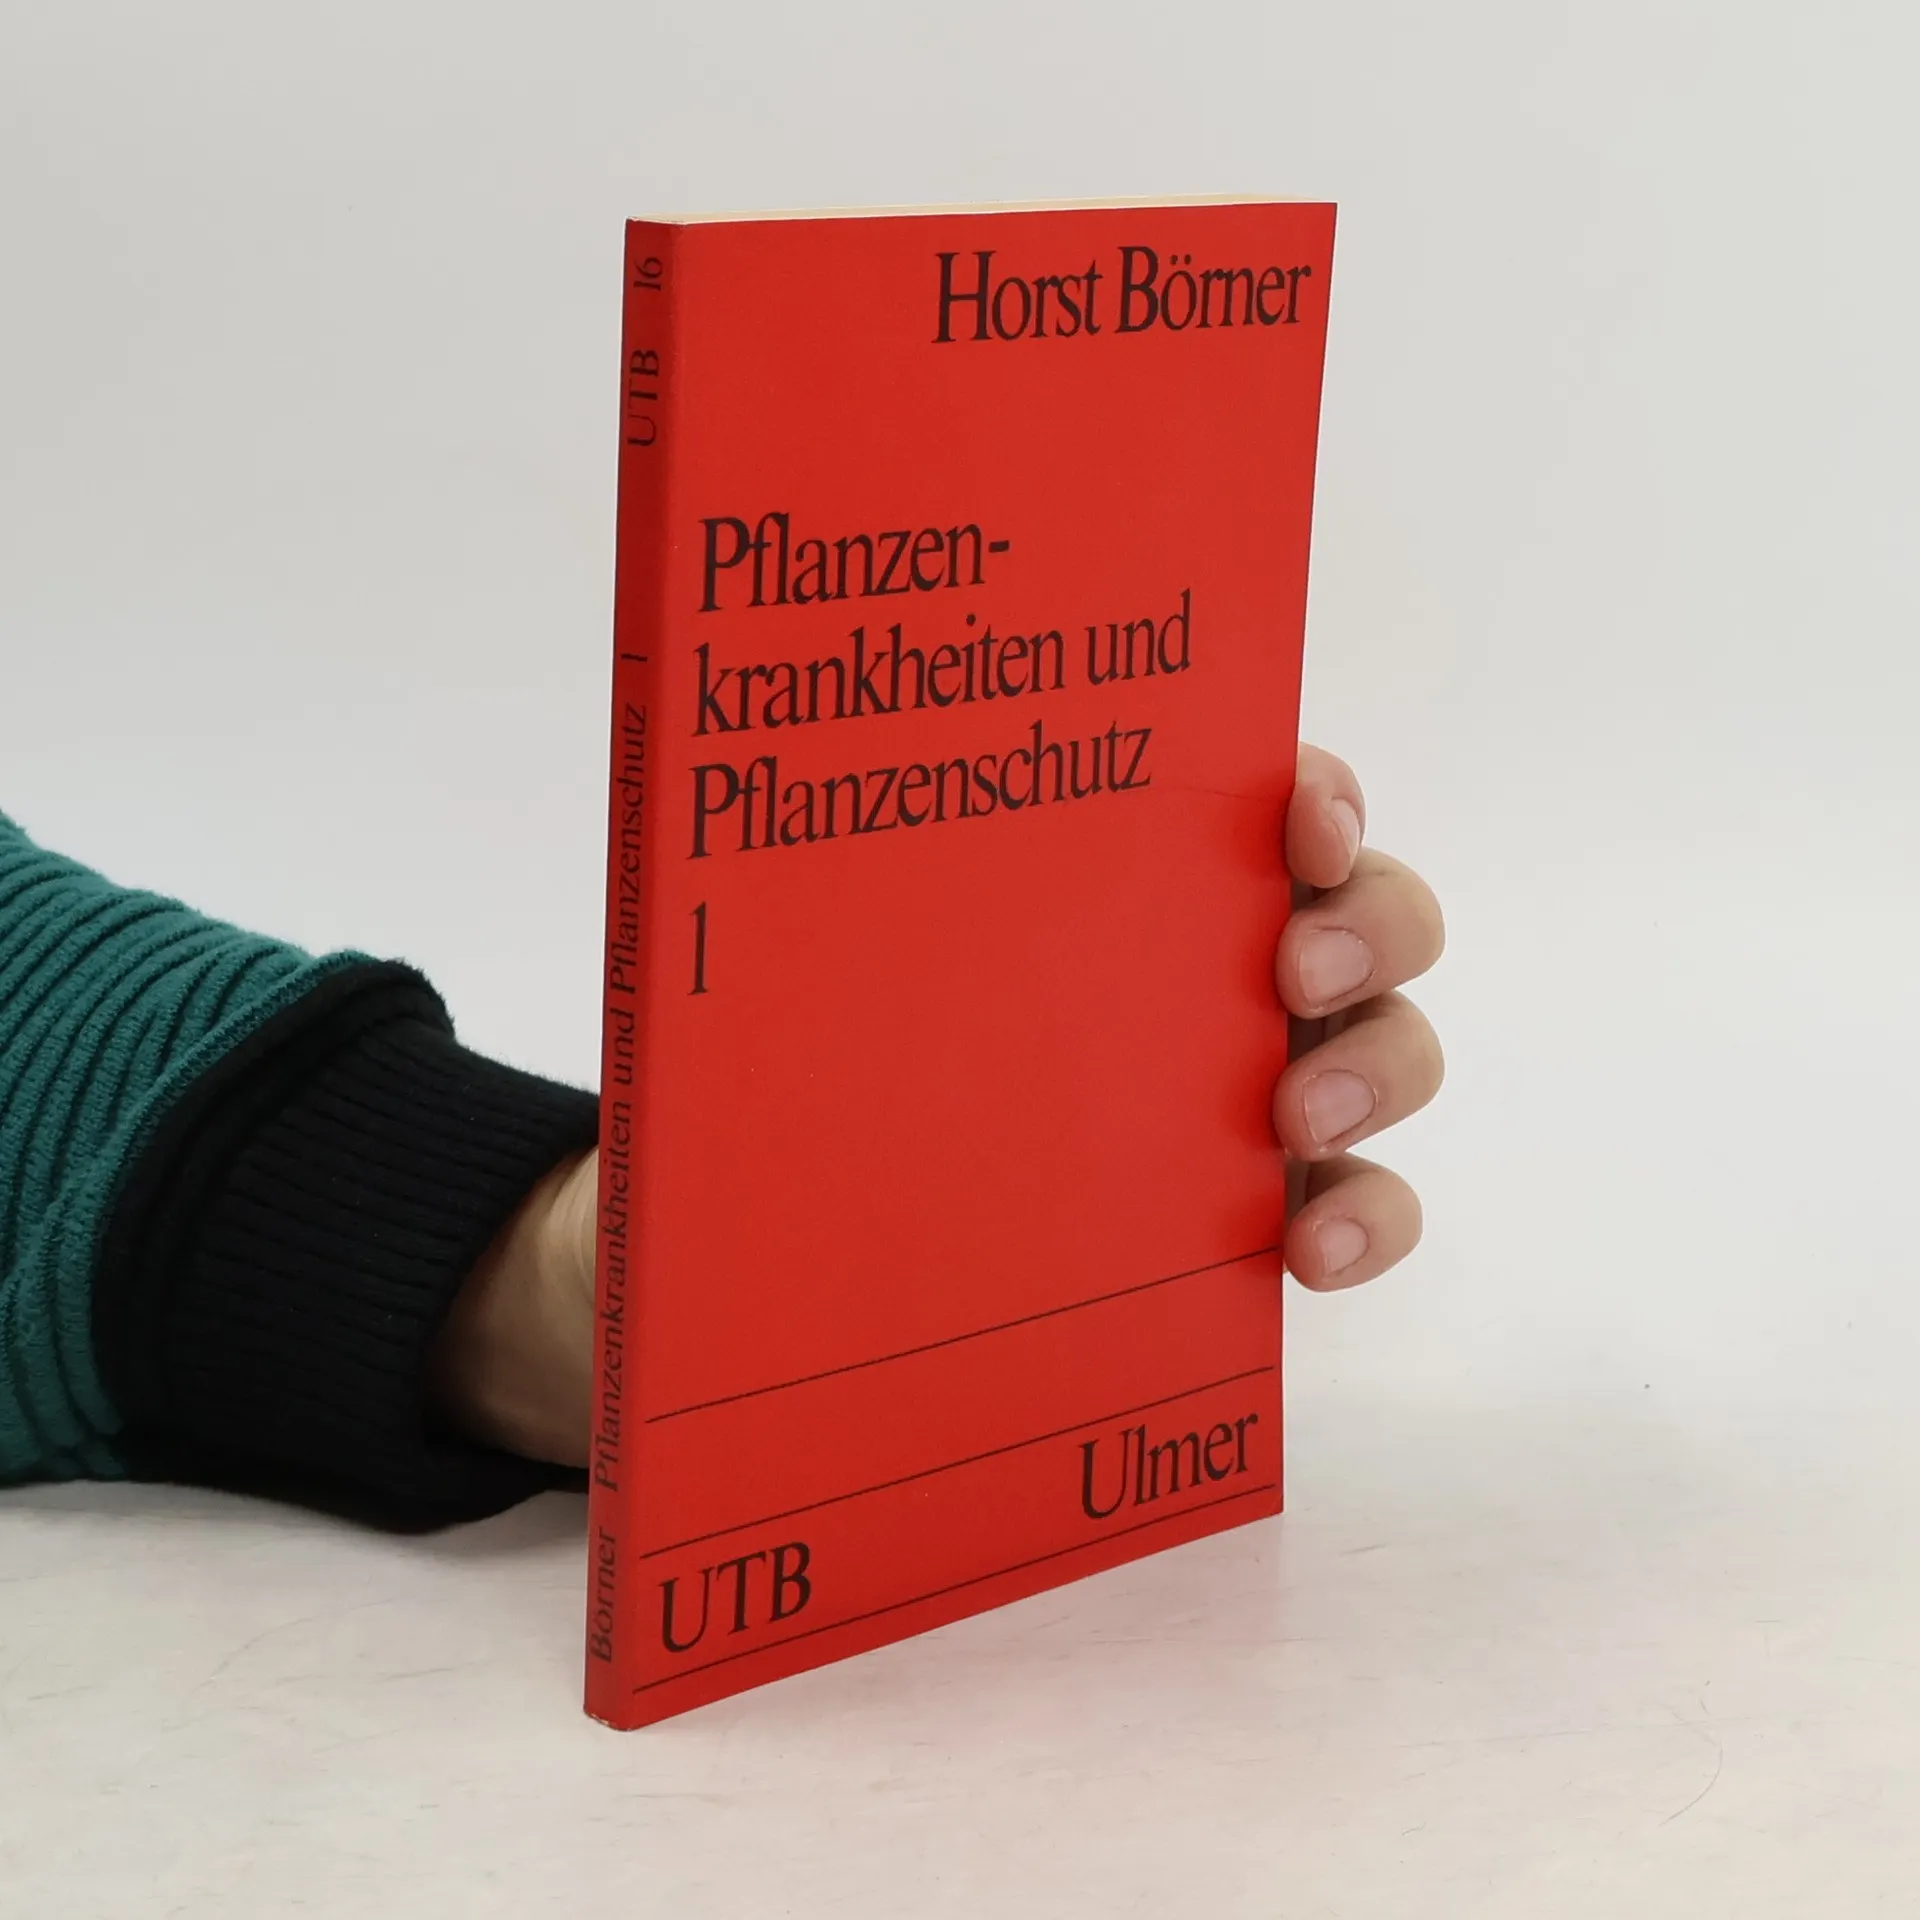 Horst Börner
Pflanzen-
krankheiten und
Pflanzenschutz
1
Ulmer
UTB
Börner Pflanzenkrankheiten und Pflanzenschutz 1 UTB 16